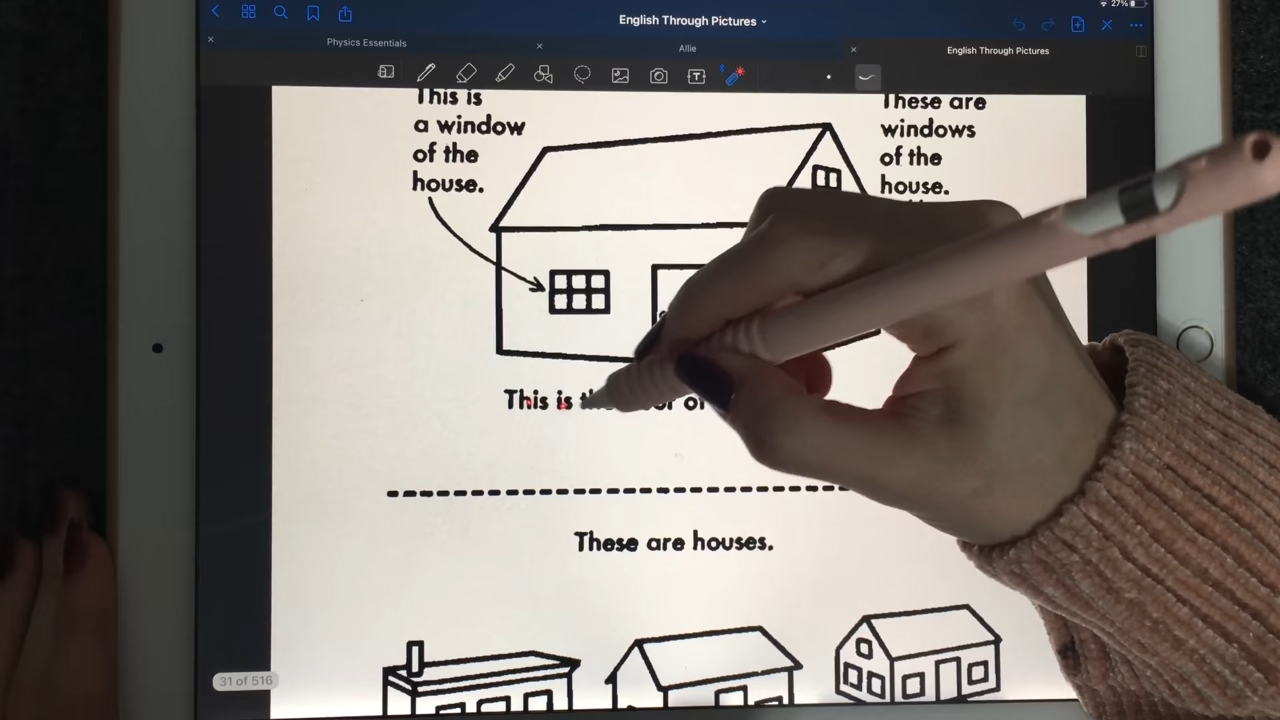 27%
English Through Pictures
Physics Essentials
Allie
English Through Pictures
This is
a window
of the
house.
These are
windows
of the
house.
This is
These are houses.
31 of 516